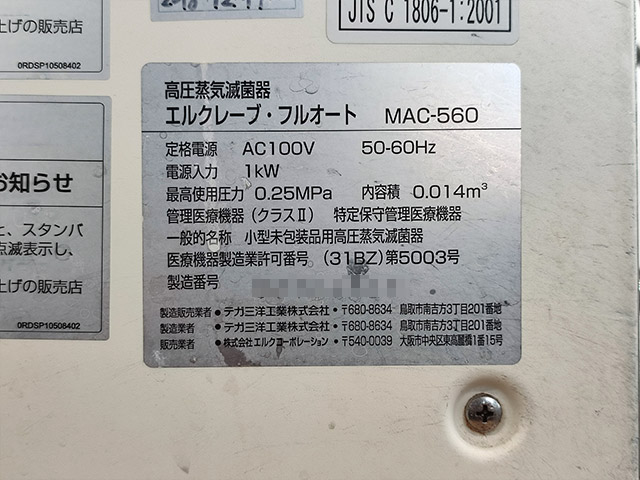 上げの販売店
0RDSP10508402
JIS C 1806-1:2001
お知らせ
と、スタンバ
点滅表示し、
上げの販売店
0RDSP10508402
高圧蒸気滅菌器
エルクレーブ・フルオート MAC-560
定格電源 AC100V 50-60Hz
電源入力 1kW
最高使用圧力 0.25MPa 内容積 0.014m³
管理医療機器（クラスⅡ） 特定保守管理医療機器
一般的名称 小型未包装品用高圧蒸気滅菌器
医療機器製造業許可番号 （31BZ）第5003号
製造番号
製造販売業者 ● テガ三洋工業株式会社 ・〒680-8634 鳥取市南吉方3丁目201番地
製造業者 ● テガ三洋工業株式会社 ・〒680-8634 鳥取市南吉方3丁目201番地
販売業者 ● 株式会社 エルクコーポレーション ・〒540-0039 大阪市中央区東高麗橋1番15号